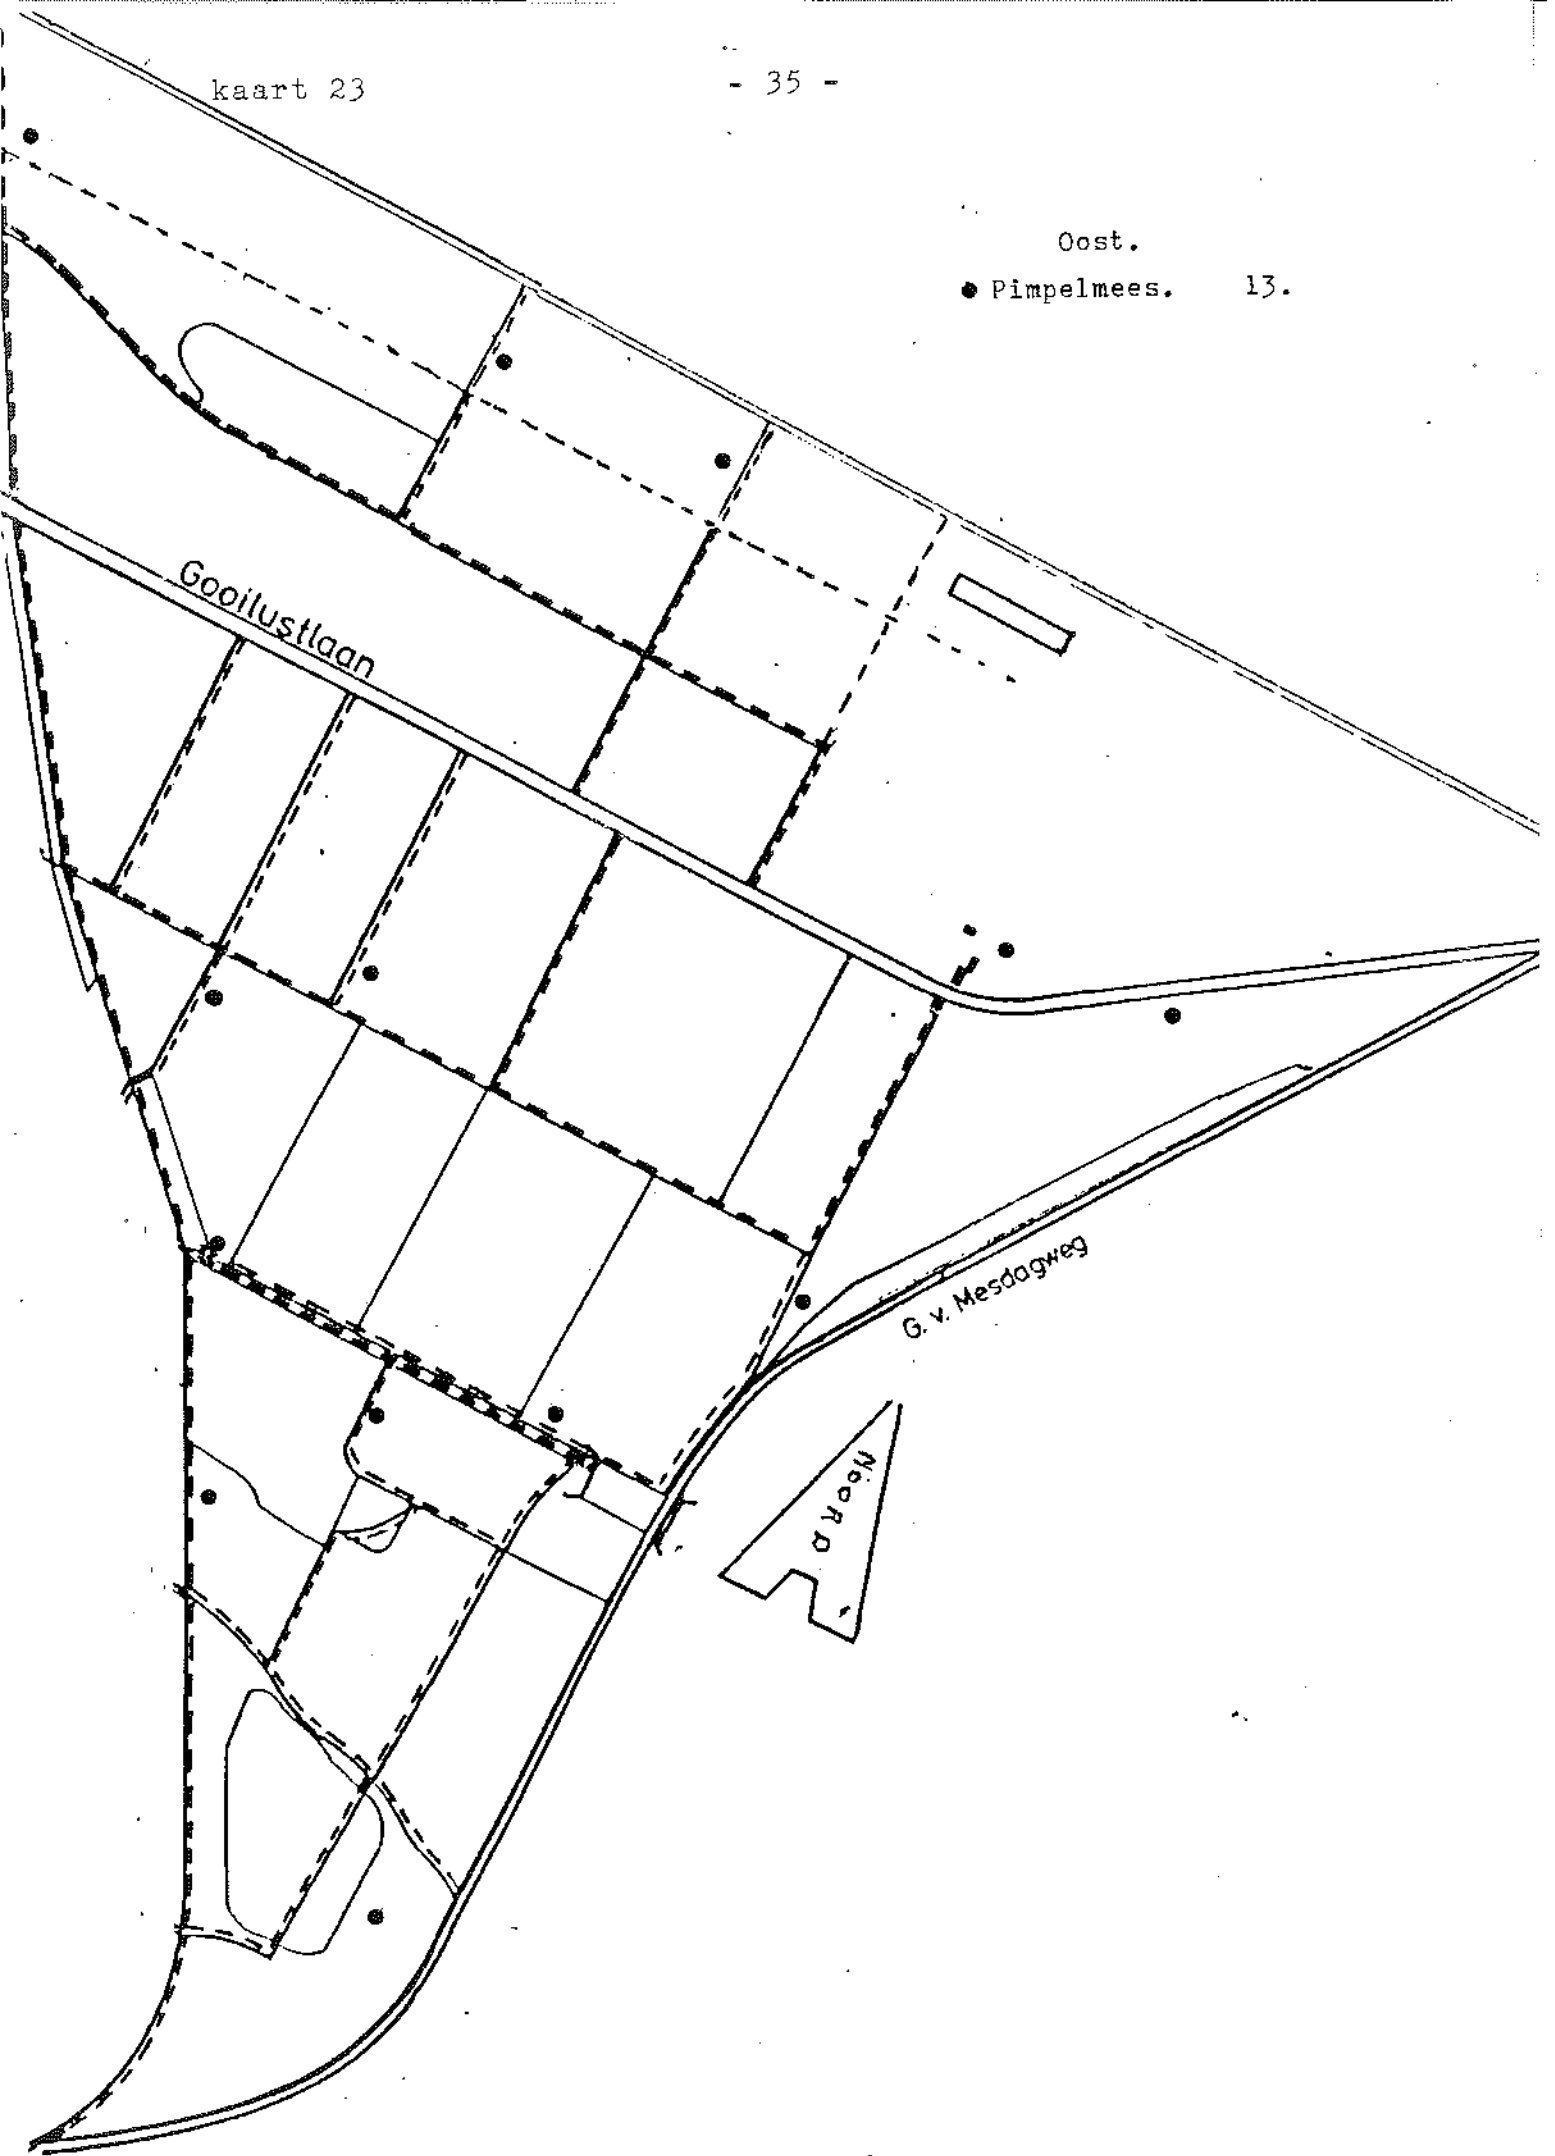 kaart 23
- 35 -
Oost.
Pimpelmees. 13.
Gooilustlaan
G. v. Mesdagweg
NOORD